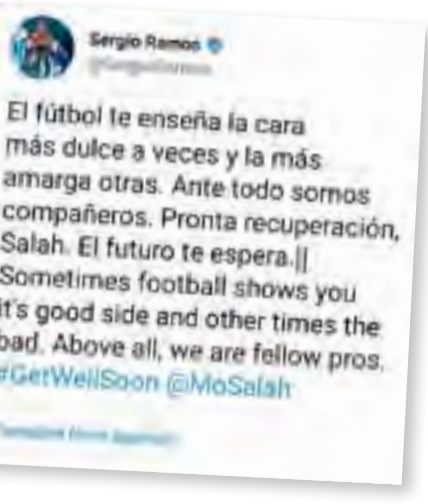 Sergio Ramos
El fútbol te enseña la cara
más dulce a veces y la más
amarga otras. Ante todo somos
compañeros. Pronta recuperación,
Salah. El futuro te espera.||
Sometimes football shows you
it's good side and other times the
bad. Above all, we are fellow pros.
#GetWellSoon @MoSalah